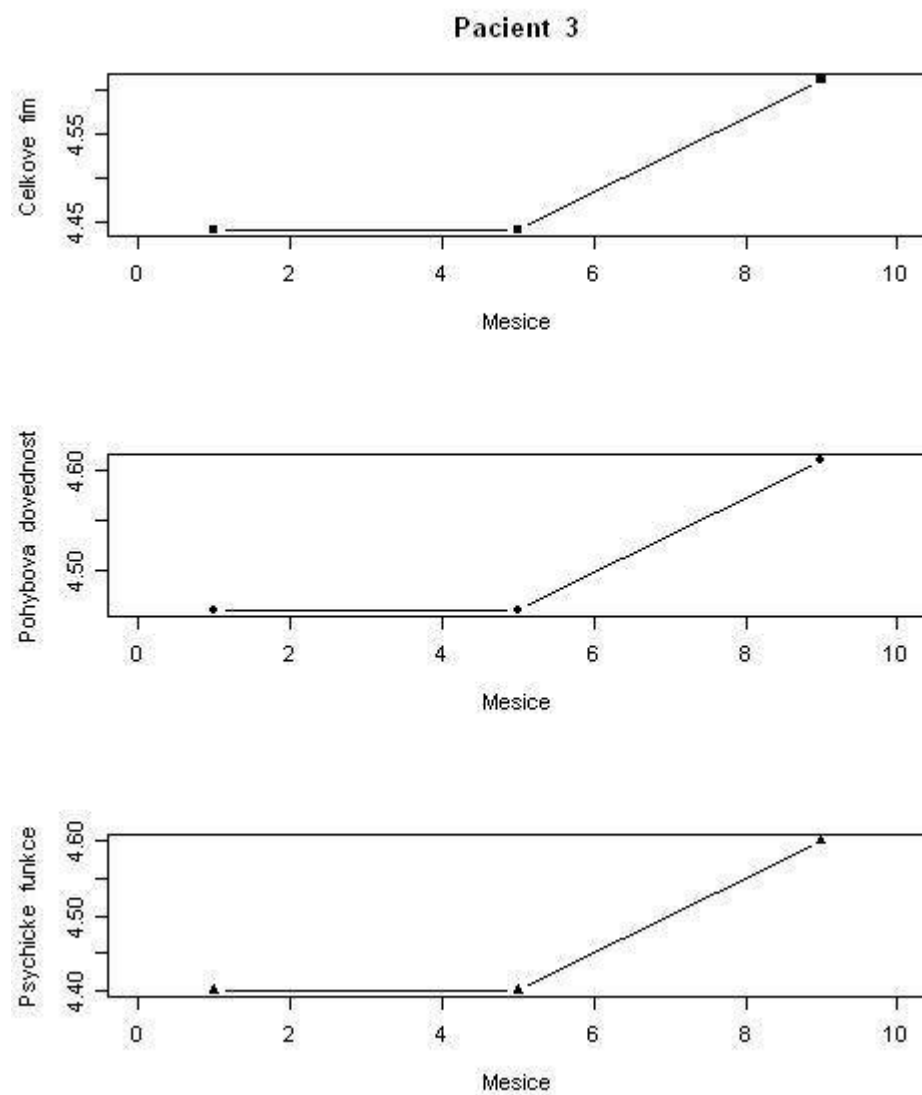 Pacient 3
Celkove fim
4.55
4.45
0 2 4 6 8 10
Mesice
Pohybova dovednost
4.60
4.50
0 2 4 6 8 10
Mesice
Psychicke funkce
4.60
4.50
4.40
0 2 4 6 8 10
Mesice